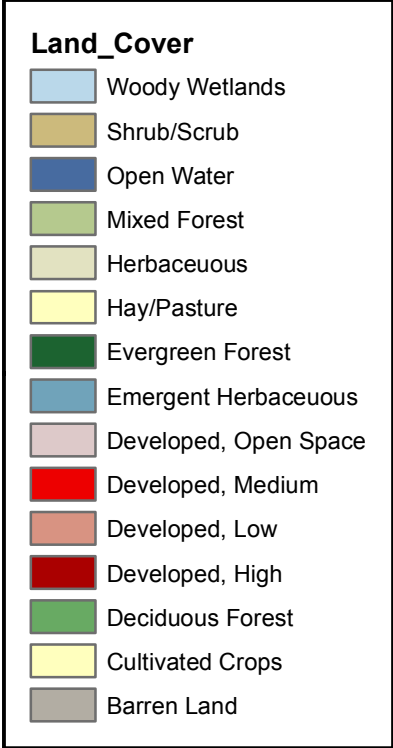 Land_Cover
Woody Wetlands
Shrub/Scrub
Open Water
Mixed Forest
Herbaceuous
Hay/Pasture
Evergreen Forest
Emergent Herbaceuous
Developed, Open Space
Developed, Medium
Developed, Low
Developed, High
Deciduous Forest
Cultivated Crops
Barren Land